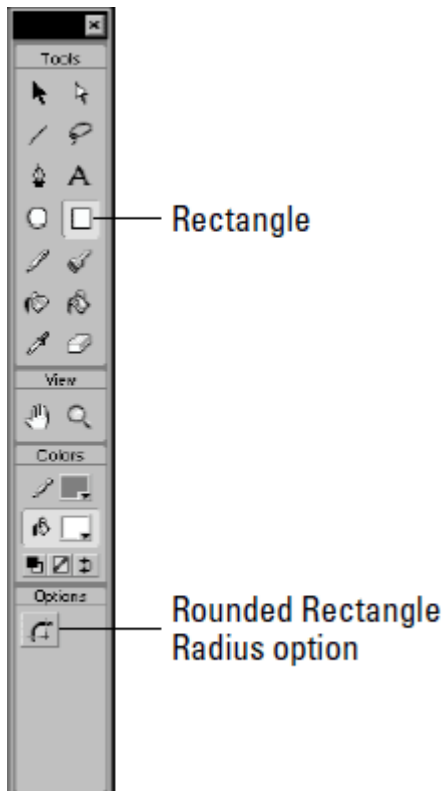 Tools
A
Rectangle
View
Colors
Options
Rounded Rectangle
Radius option